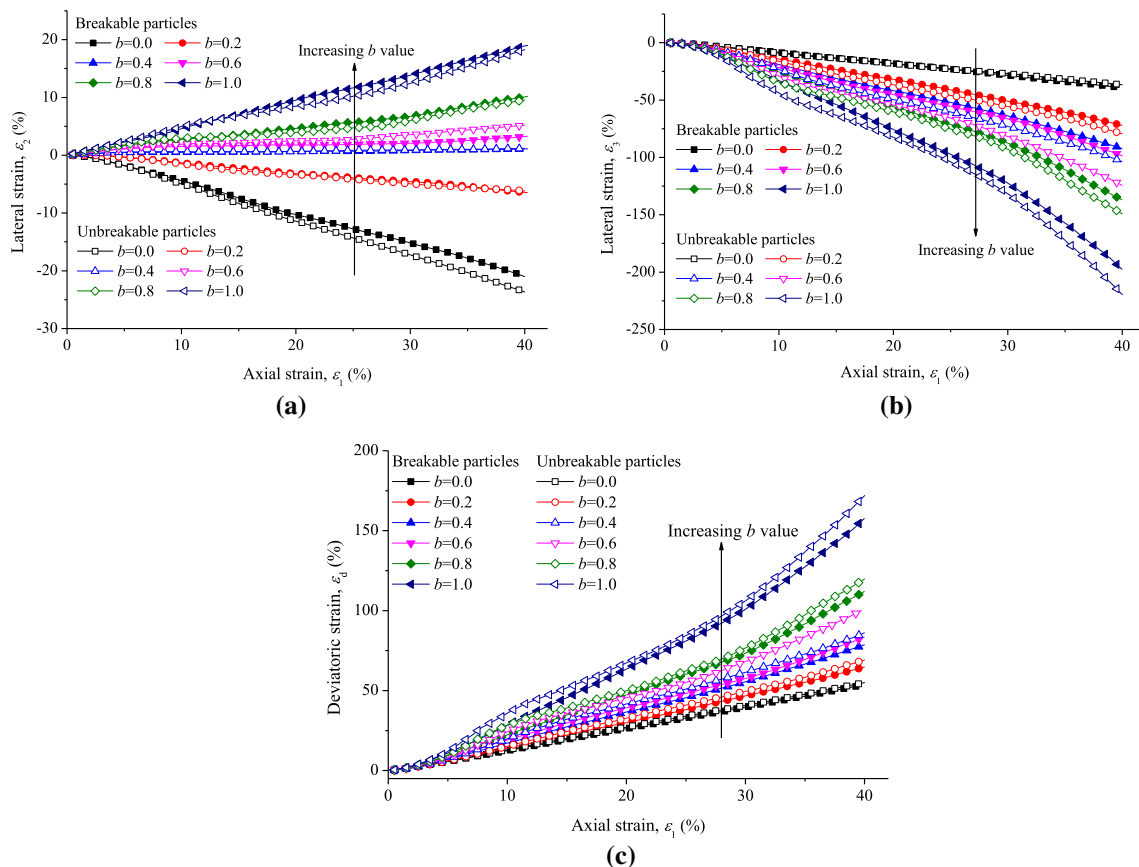 Breakable particles
b=0.0 b=0.2
b=0.4 b=0.6
b=0.8 b=1.0
Increasing b value
Unbreakable particles
b=0.0 b=0.2
b=0.4 b=0.6
b=0.8 b=1.0
20
10
0
-10
-20
-30
0 10 20 30 40
Lateral strain, ε2 (%)
Axial strain, ε1 (%)
(a)
0
-50
-100
-150
-200
-250
Lateral strain, ε3 (%)
Breakable particles
b=0.0 b=0.2
b=0.4 b=0.6
b=0.8 b=1.0
Unbreakable particles
b=0.0 b=0.2
b=0.4 b=0.6
b=0.8 b=1.0
Increasing b value
0 10 20 30 40
Axial strain, ε1 (%)
(b)
200
150
100
50
0
Deviatoric strain, εd (%)
Breakable particles Unbreakable particles
b=0.0 b=0.0
b=0.2 b=0.2
b=0.4 b=0.4
b=0.6 b=0.6
b=0.8 b=0.8
b=1.0 b=1.0
Increasing b value
0 10 20 30 40
Axial strain, ε1 (%)
(c)